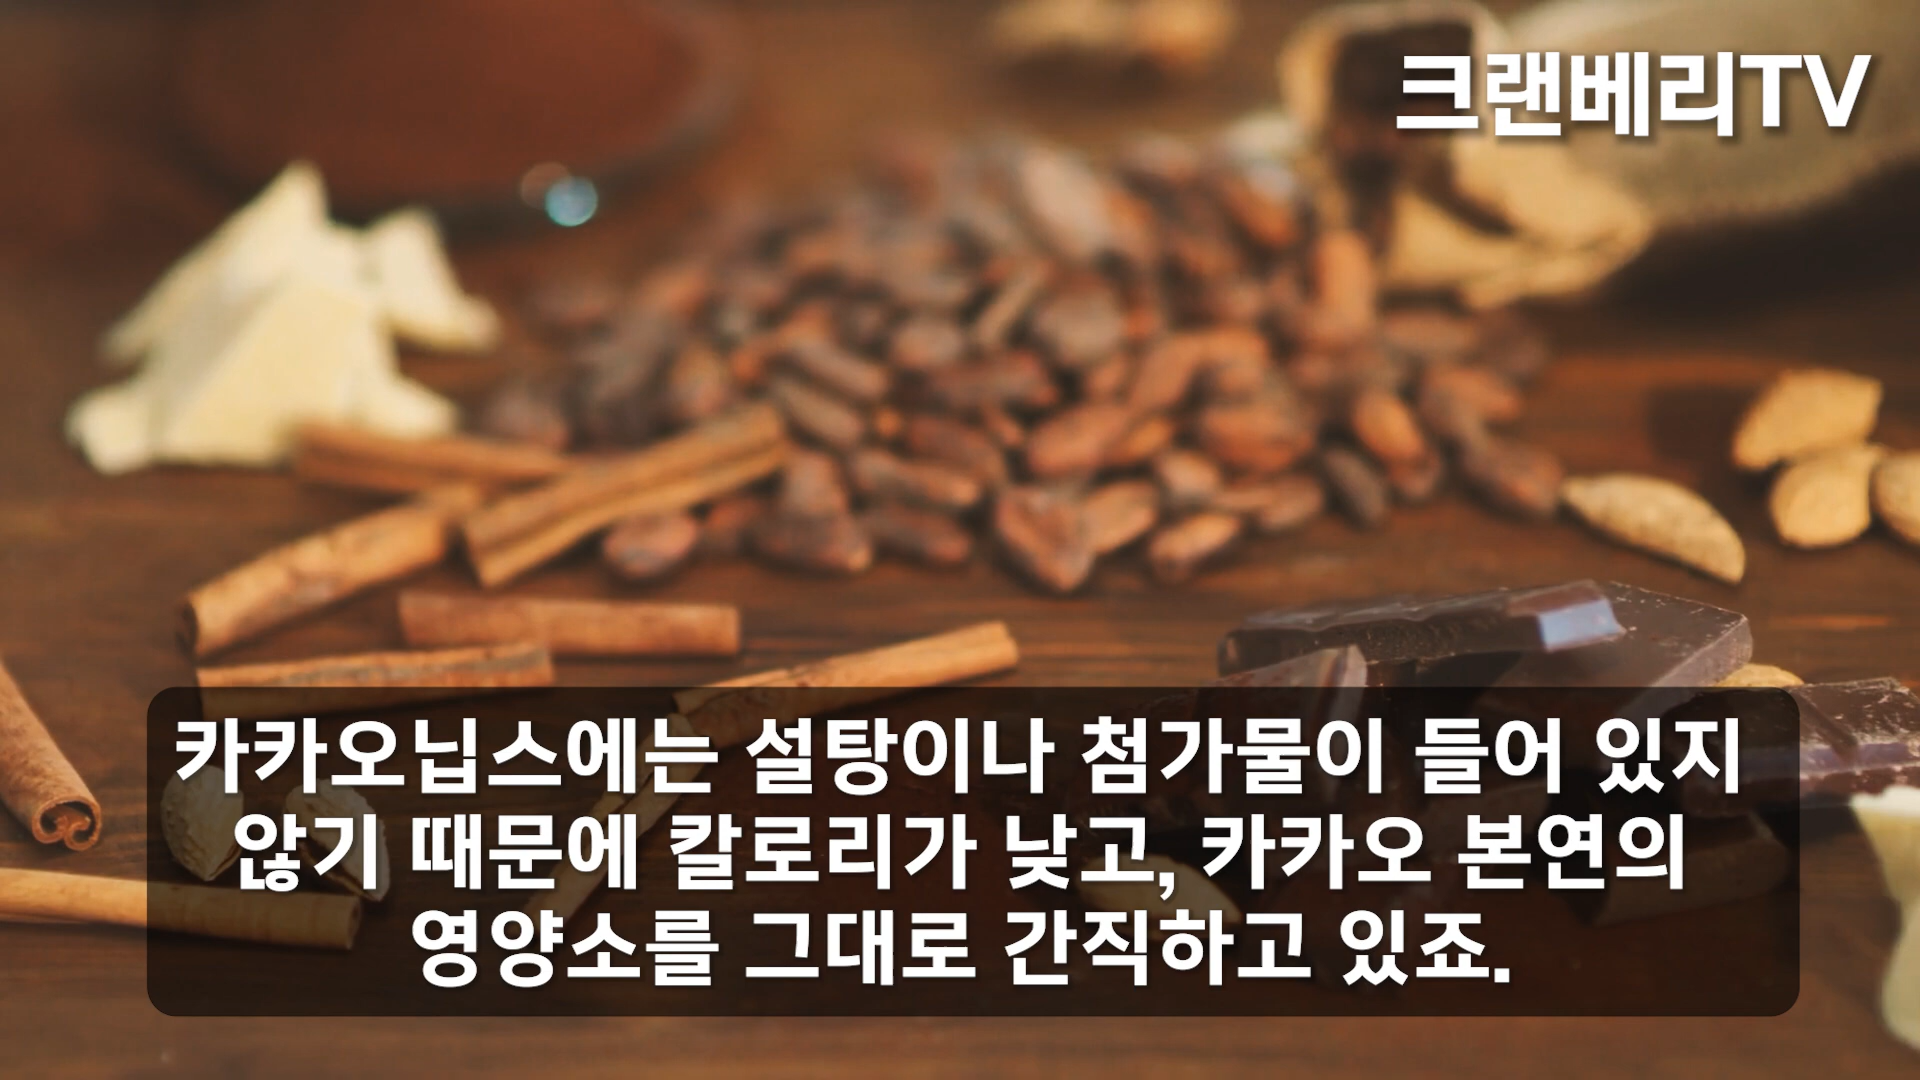 크랜베리TV
카카오닙스에는 설탕이나 첨가물이 들어 있지
않기 때문에 칼로리가 낮고, 카카오 본연의
영양소를 그대로 간직하고 있죠.